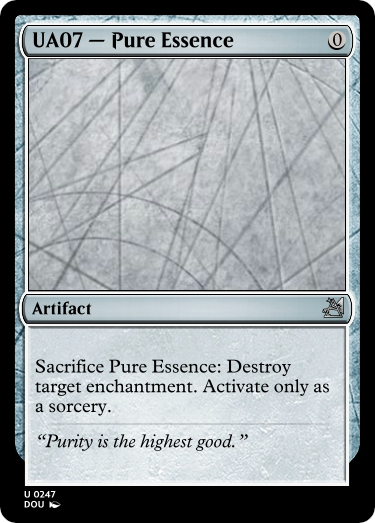 UA07 — Pure Essence 0
Artifact
Sacrifice Pure Essence: Destroy
target enchantment. Activate only as
a sorcery.
“Purity is the highest good.”
U 0247
DOU